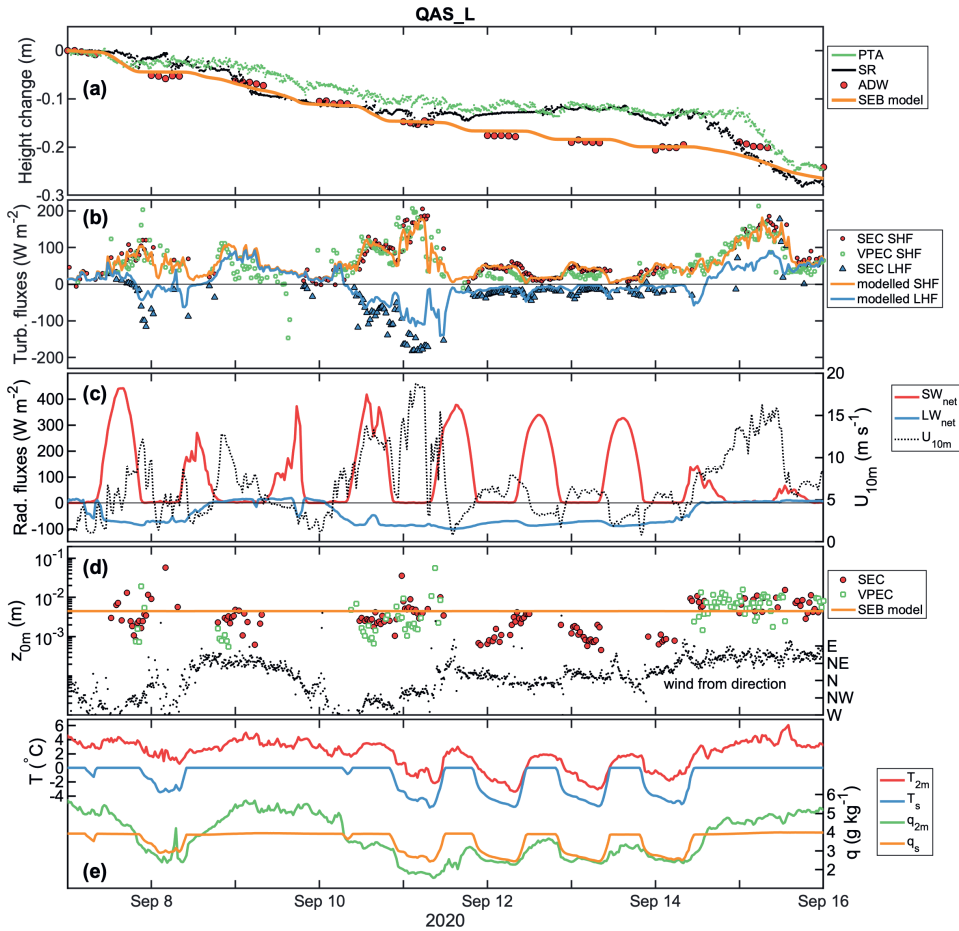 QAS_L
Height change (m)
0
-0.1
-0.2
-0.3
(a)
PTA
SR
ADW
SEB model
Turb. fluxes (W m-2)
200
100
0
-100
-200
(b)
SEC SHF
VPEC SHF
SEC LHF
modelled SHF
modelled LHF
Rad. fluxes (W m-2)
400
300
200
100
0
-100
(c)
20
15
10
5
0
U10m (m s-1)
SWnet
LWnet
U10m
z0m (m)
10-1
10-2
10-3
(d)
E
NE
N
NW
W
wind from direction
SEC
VPEC
SEB model
T (°C)
6
4
2
0
-2
-4
(e)
6
5
4
3
2
q (g kg-1)
T2m
Ts
q2m
qs
Sep 8 Sep 10 Sep 12 Sep 14 Sep 16
2020